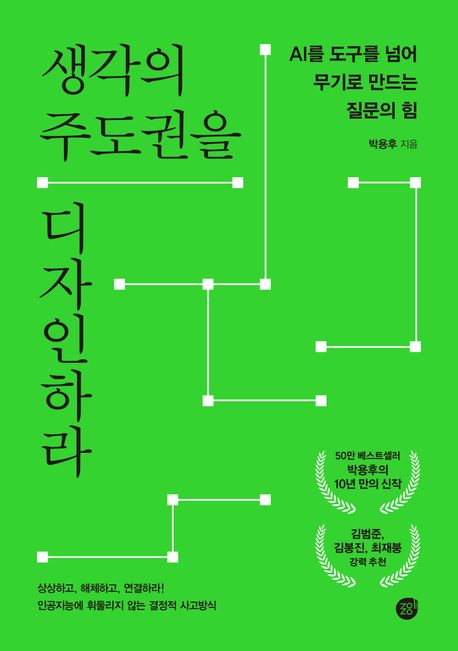 생각의
주도권을
디자인하라
AI를 도구를 넘어
무기로 만드는
질문의 힘
박용후 지음
50만 베스트셀러
박용후의
10년 만의 신작
김범준,
김봉진, 최재붕
강력 추천
상상하고, 해체하고, 연결하라!
인공지능에 휘둘리지 않는 결정적 사고방식